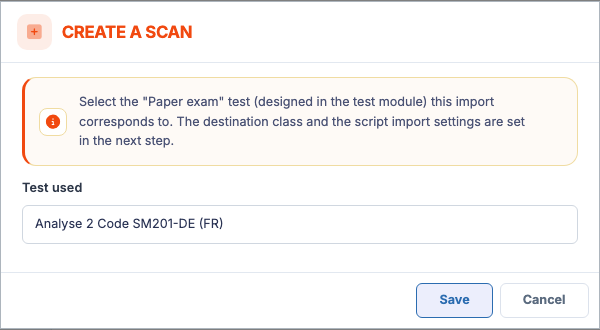 CREATE A SCAN
Select the "Paper exam" test (designed in the test module) this import
corresponds to. The destination class and the script import settings are set
in the next step.
Test used
Analyse 2 Code SM201-DE (FR)
Save
Cancel